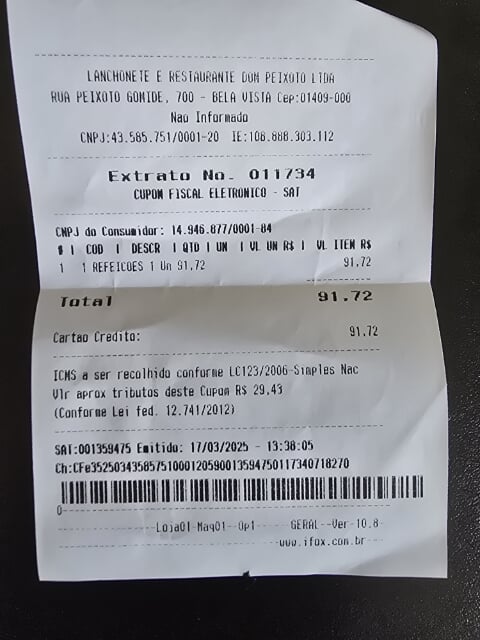 LANCHONETE E RESTAURANTE DOM PEIXOTO LTDA
RUA PEIXOTO GOMIDE, 700 - BELA VISTA Cep:01409-000
Nao Informado
CNPJ:43.585.751/0001-20 IE:108.888.303.112
Extrato No. 011734
CUPOM FISCAL ELETRONICO - SAT
CNPJ do Consumidor: 14.946.877/0001-84
# | COD | DESCR | QTD | UN | VL UN R$ | VL ITEM R$
1 1 REFEICOES 1 Un 91,72 91,72
Total 91,72
Cartao Credito: 91,72
ICMS a ser recolhido conforme LC123/2006-Simples Nac
Vlr aprox tributos deste Cupom R$ 29,43
(Conforme Lei fed. 12.741/2012)
SAT:001359475 Emitido: 17/03/2025 - 13:38:05
Ch:CFe35250343585751000120590013594750117340718270
0
Loja01-Maq01--Op1- GERAL--Ver-10.8-
-www.ifox.com.br